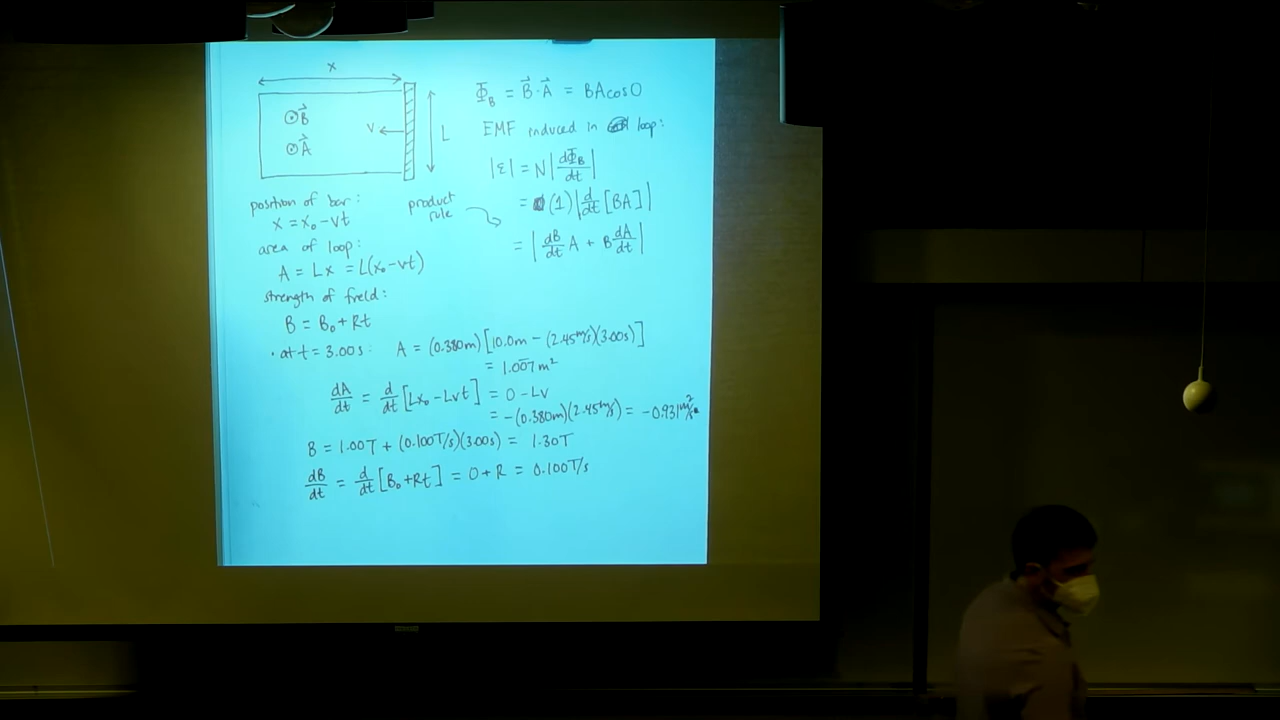 x
B⃗
A⃗
v
L
Φ_B = B⃗ · A⃗ = BAcos0
EMF induced in loop:
|ε| = N|dΦ_B/dt|
= (1)|d/dt[BA]|
product rule
= |dB/dt A + B dA/dt|
position of bar:
x = x₀ - vt
area of loop:
A = Lx = L(x₀ - vt)
strength of field:
B = B₀ + Rt
· at t = 3.00s: A = (0.380m)[10.0m - (2.45m/s)(3.00s)]
= 1.007m²
dA/dt = d/dt[Lx₀ - Lvt] = 0 - Lv
= -(0.380m)(2.45m/s) = -0.931m²/s
B = 1.00T + (0.100T/s)(3.00s) = 1.30T
dB/dt = d/dt[B₀ + Rt] = 0 + R = 0.100T/s